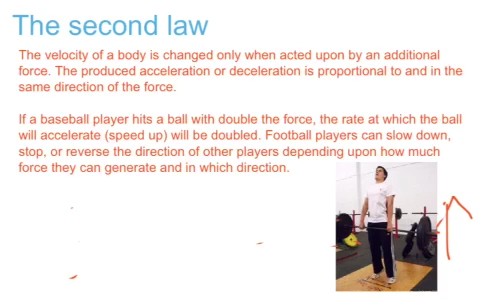 The second law
The velocity of a body is changed only when acted upon by an additional
force. The produced acceleration or deceleration is proportional to and in the
same direction of the force.
If a baseball player hits a ball with double the force, the rate at which the ball
will accelerate (speed up) will be doubled. Football players can slow down,
stop, or reverse the direction of other players depending upon how much
force they can generate and in which direction.